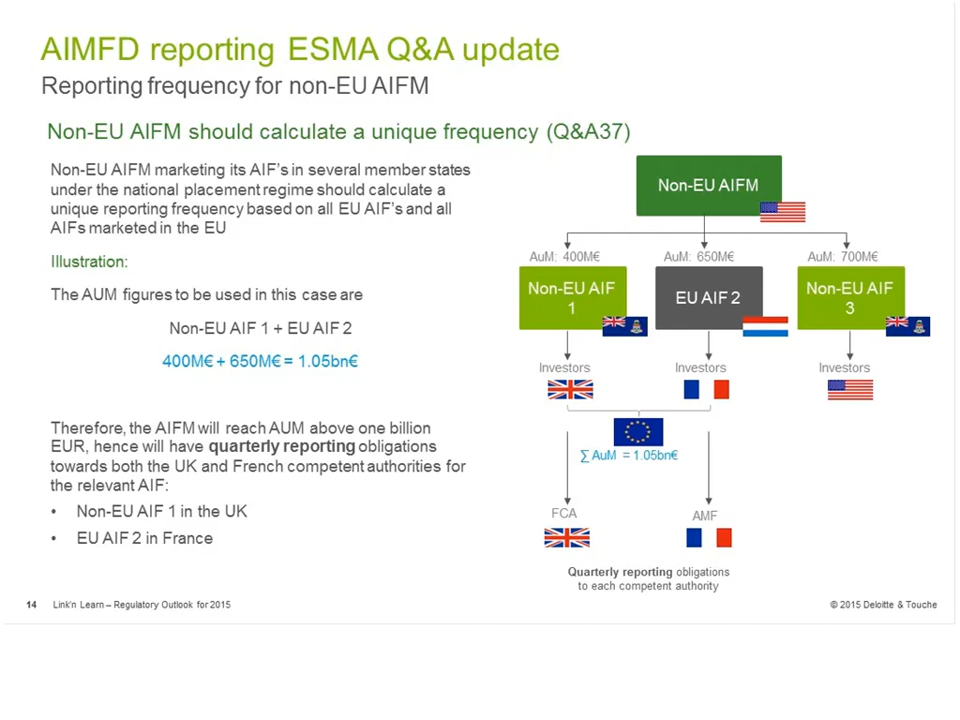 AIMFD reporting ESMA Q&A update
Reporting frequency for non-EU AIFM
Non-EU AIFM should calculate a unique frequency (Q&A37)
Non-EU AIFM marketing its AIF's in several member states
under the national placement regime should calculate a
unique reporting frequency based on all EU AIF's and all
AIFs marketed in the EU
Illustration:
The AUM figures to be used in this case are
Non-EU AIF 1 + EU AIF 2
400M€ + 650M€ = 1.05bn€
Therefore, the AIFM will reach AUM above one billion
EUR, hence will have quarterly reporting obligations
towards both the UK and French competent authorities for
the relevant AIF:
• Non-EU AIF 1 in the UK
• EU AIF 2 in France
Non-EU AIFM
AuM: 400M€
AuM: 650M€
AuM: 700M€
Non-EU AIF
1
EU AIF 2
Non-EU AIF
3
Investors
Investors
Investors
∑ AuM = 1.05bn€
FCA
AMF
Quarterly reporting obligations
to each competent authority
14 Link'n Learn – Regulatory Outlook for 2015
© 2015 Deloitte & Touche